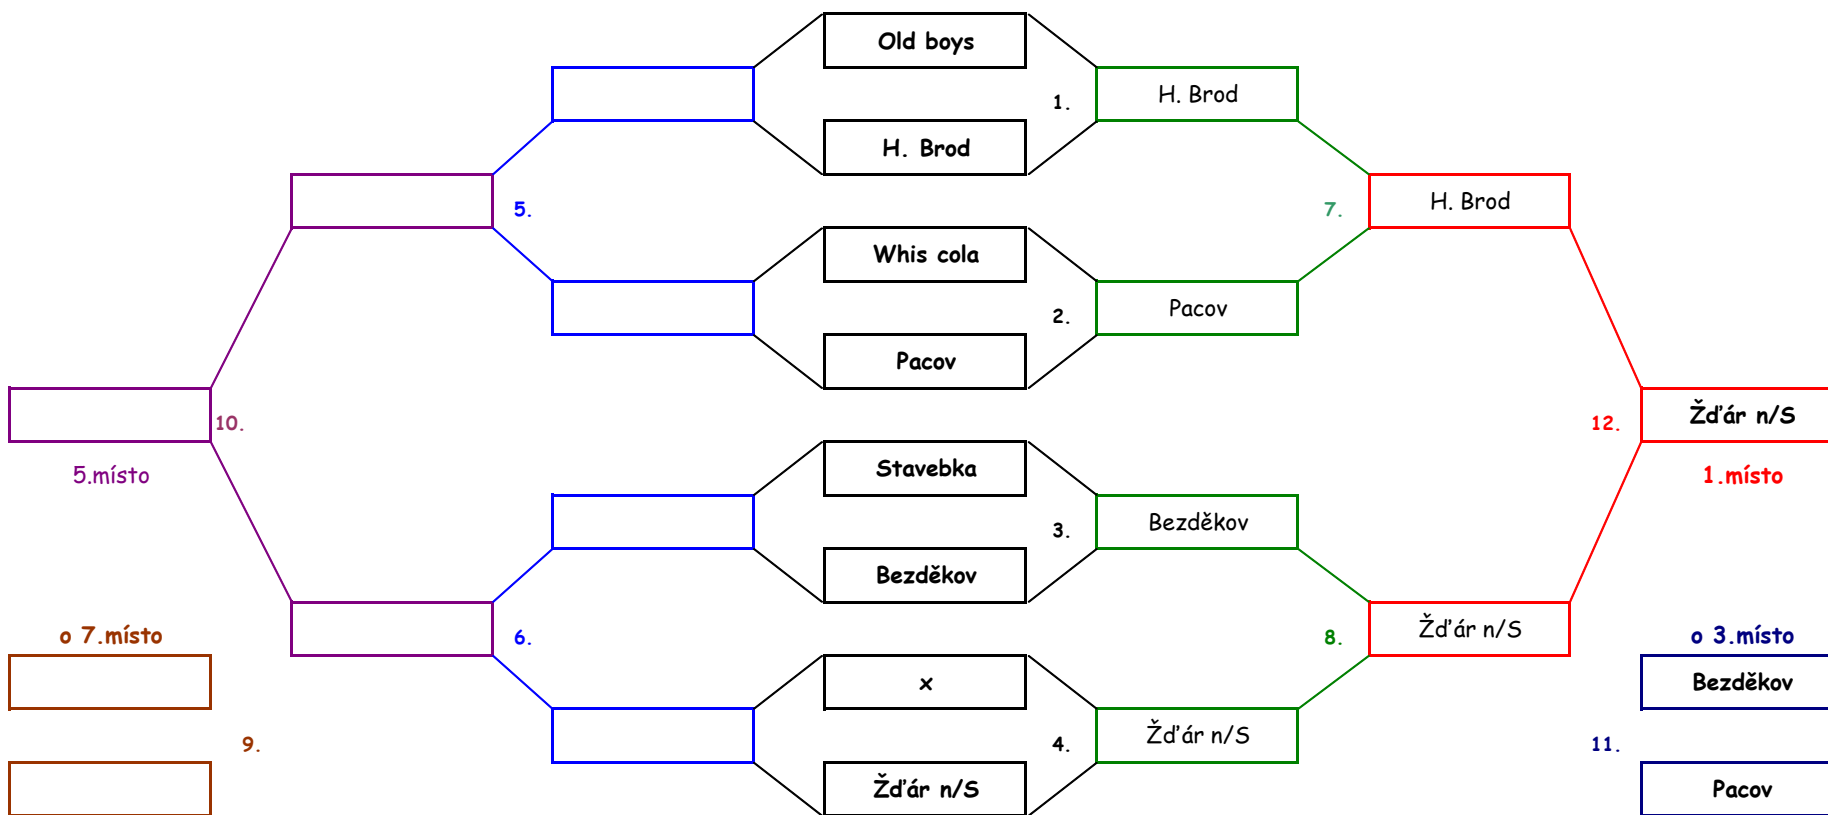 Old boys
1.
H. Brod
H. Brod
5.
7.
H. Brod
Whis cola
2.
Pacov
Pacov
10.
12.
Žďár n/S
5.místo
1.místo
Stavebka
3.
Bezděkov
Bezděkov
o 7.místo
6.
8.
Žďár n/S
o 3.místo
x
Bezděkov
9.
4.
Žďár n/S
11.
Žďár n/S
Pacov